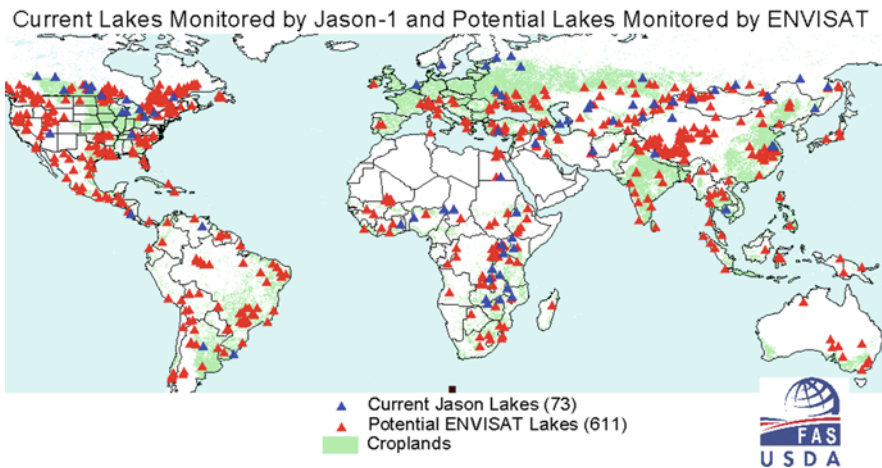 Current Lakes Monitored by Jason-1 and Potential Lakes Monitored by ENVISAT
Current Jason Lakes (73)
Potential ENVISAT Lakes (611)
Croplands
FAS
USDA